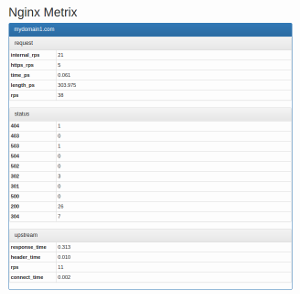 Nginx Metrix
mydomain1.com
request
internal_rps 21
https_rps 5
time_ps 0.061
length_ps 303.975
rps 38
status
404 1
403 0
503 1
504 0
502 0
302 3
301 0
500 0
200 26
304 7
upstream
response_time 0.313
header_time 0.010
rps 11
connect_time 0.002